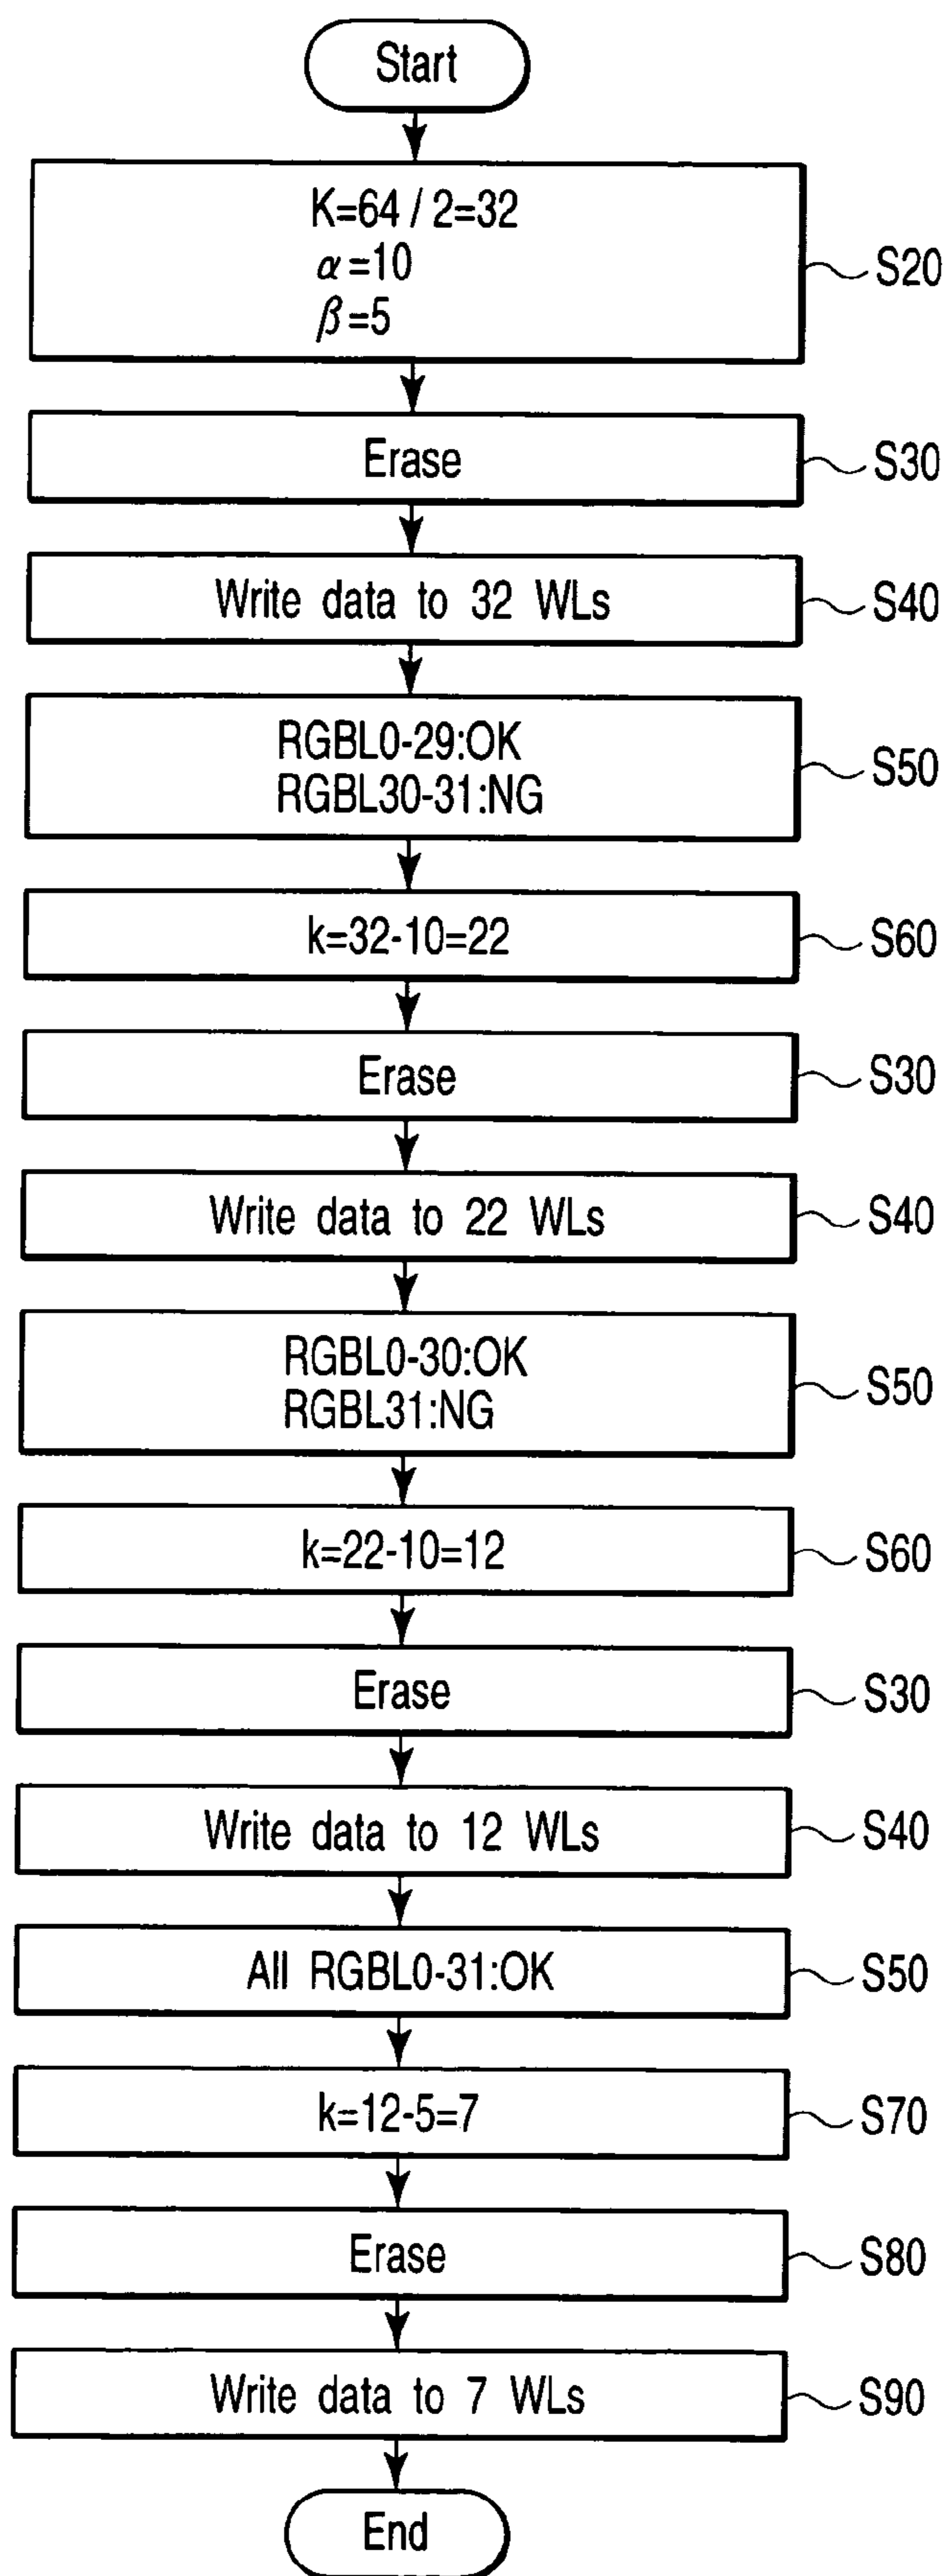 Start
K=64 / 2=32
α=10
β=5
S20
Erase
S30
Write data to 32 WLs
S40
RGBL0-29:OK
RGBL30-31:NG
S50
k=32-10=22
S60
Erase
S30
Write data to 22 WLs
S40
RGBL0-30:OK
RGBL31:NG
S50
k=22-10=12
S60
Erase
S30
Write data to 12 WLs
S40
All RGBL0-31:OK
S50
k=12-5=7
S70
Erase
S80
Write data to 7 WLs
S90
End